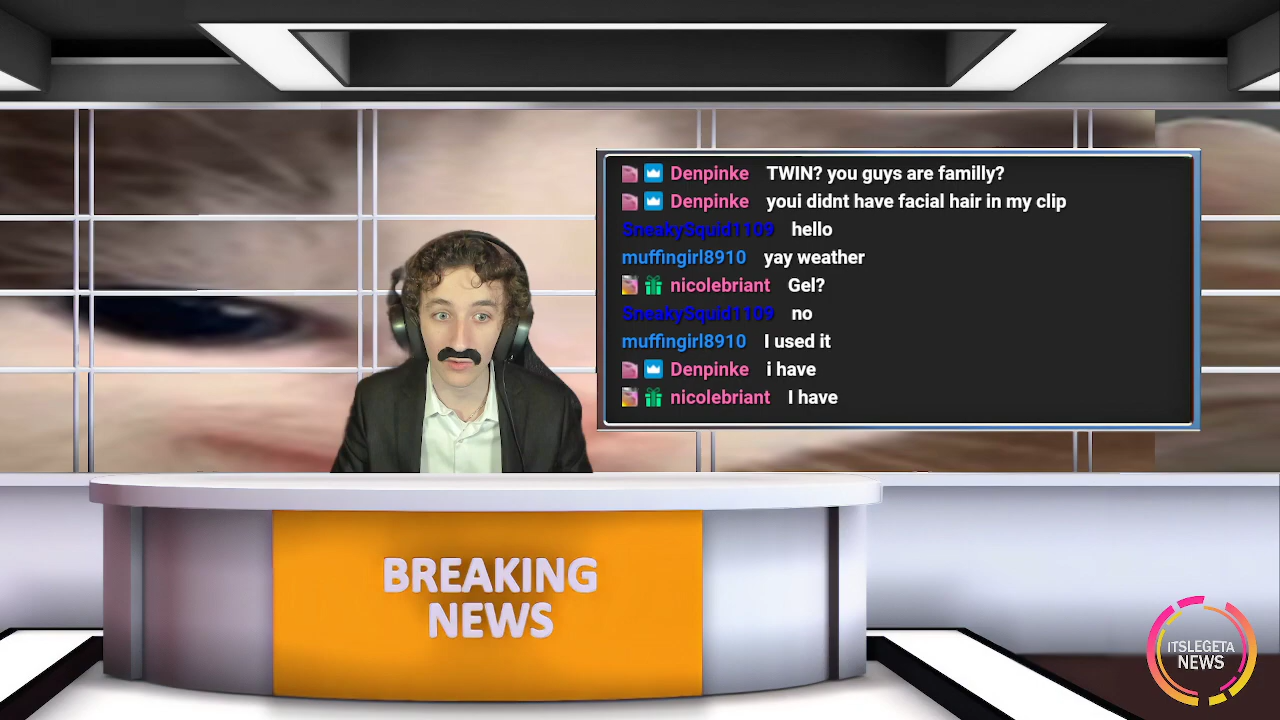 Denpinke TWIN? you guys are familly?
Denpinke youi didnt have facial hair in my clip
SneakySquid1109 hello
muffingirl8910 yay weather
nicolebriant Gel?
SneakySquid1109 no
muffingirl8910 I used it
Denpinke i have
nicolebriant I have
BREAKING
NEWS
ITSLEGETA
NEWS